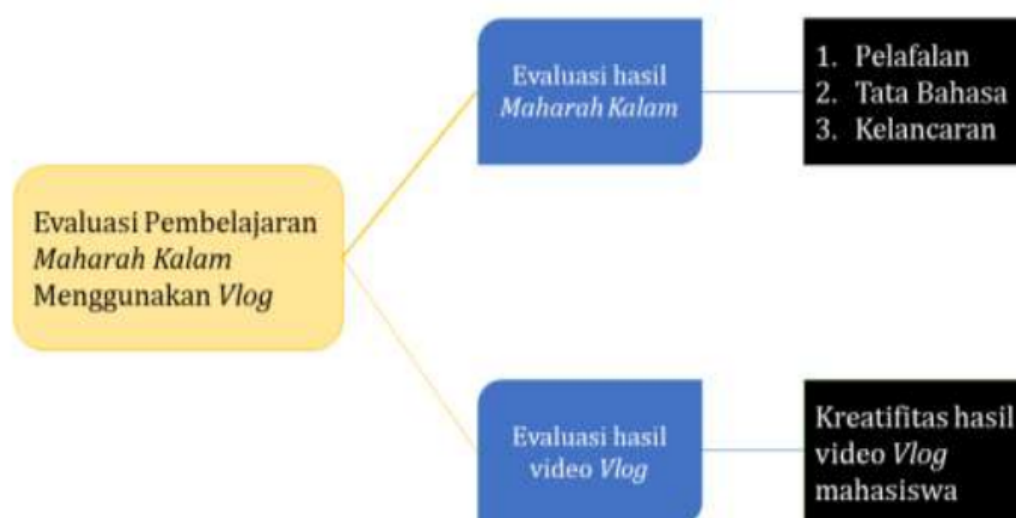 Evaluasi Pembelajaran
Maharah Kalam
Menggunakan Vlog
Evaluasi hasil
Maharah Kalam
1. Pelafalan
2. Tata Bahasa
3. Kelancaran
Evaluasi hasil
video Vlog
Kreatifitas hasil
video Vlog
mahasiswa